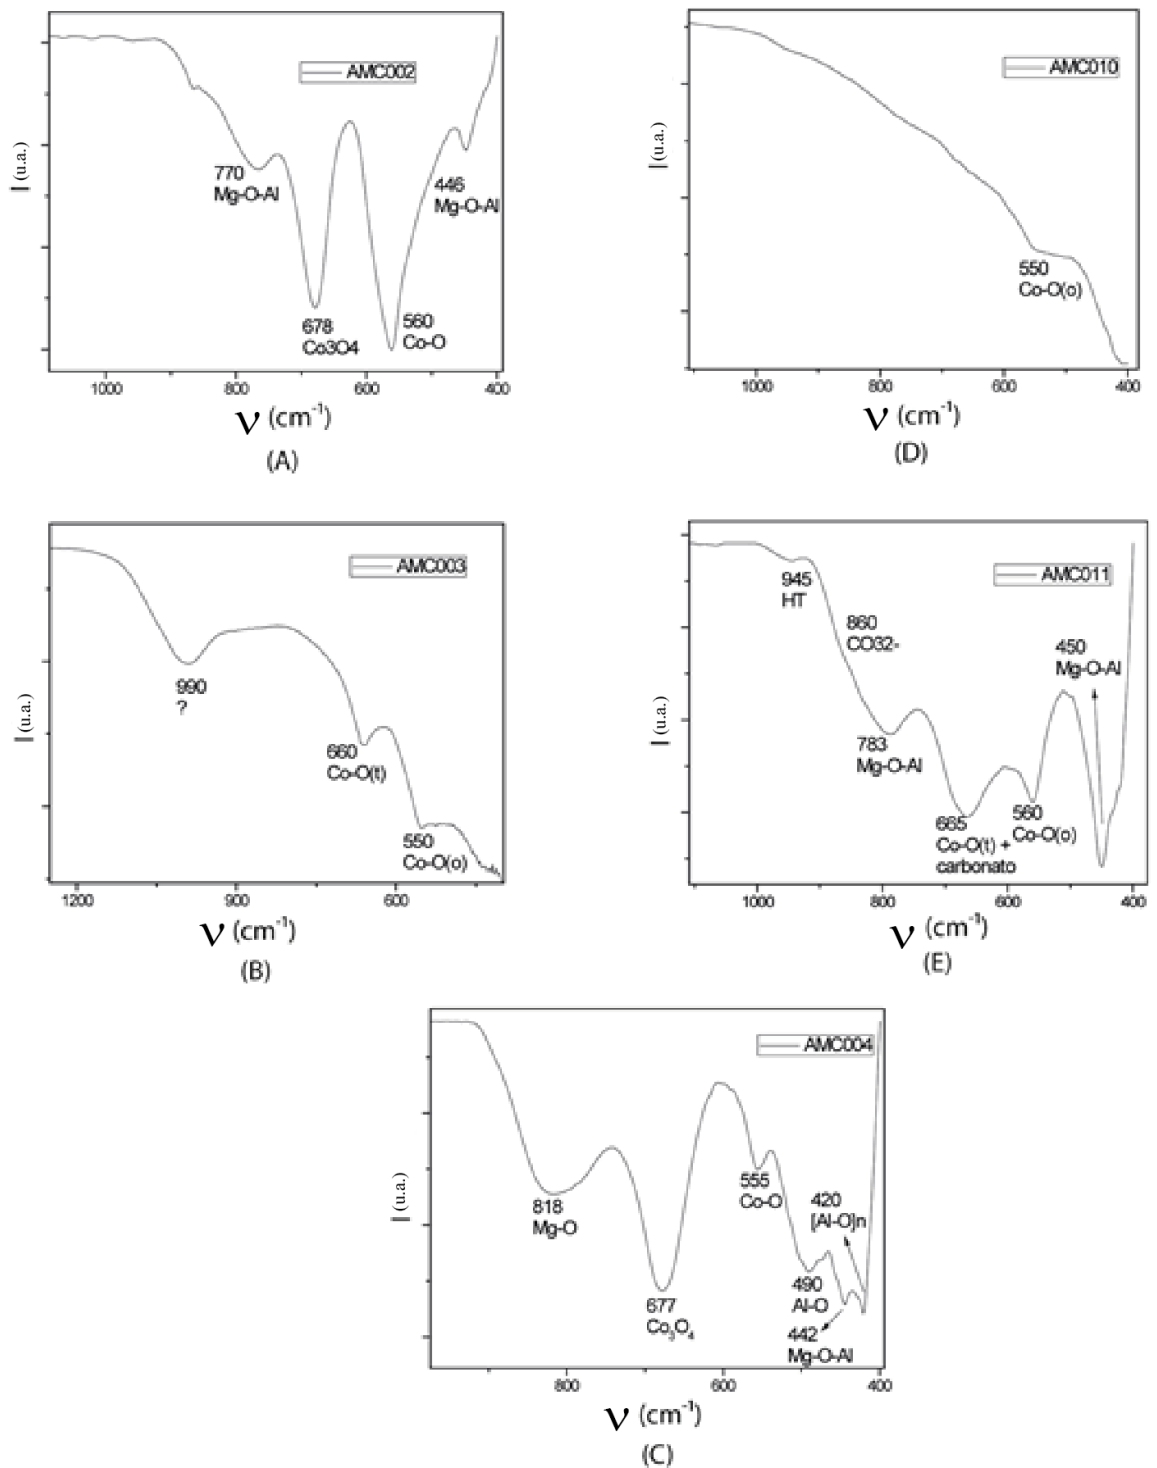 AMC002
I (u.a.)
770
Mg-O-Al
446
Mg-O-Al
678
Co3O4
560
Co-O
1000 800 600 400
ν (cm-1)
(A)
AMC010
I (u.a.)
550
Co-O(o)
1000 800 600 400
ν (cm-1)
(D)
AMC003
I (u.a.)
990
?
660
Co-O(t)
550
Co-O(o)
1200 900 600
ν (cm-1)
(B)
AMC011
I (u.a.)
945
HT
860
CO32-
450
Mg-O-Al
783
Mg-O-Al
665
Co-O(t) +
carbonato
560
Co-O(o)
1000 800 600 400
ν (cm-1)
(E)
AMC004
I (u.a.)
818
Mg-O
677
Co3O4
555
Co-O
420
[Al-O]n
490
Al-O
442
Mg-O-Al
800 600 400
ν (cm-1)
(C)